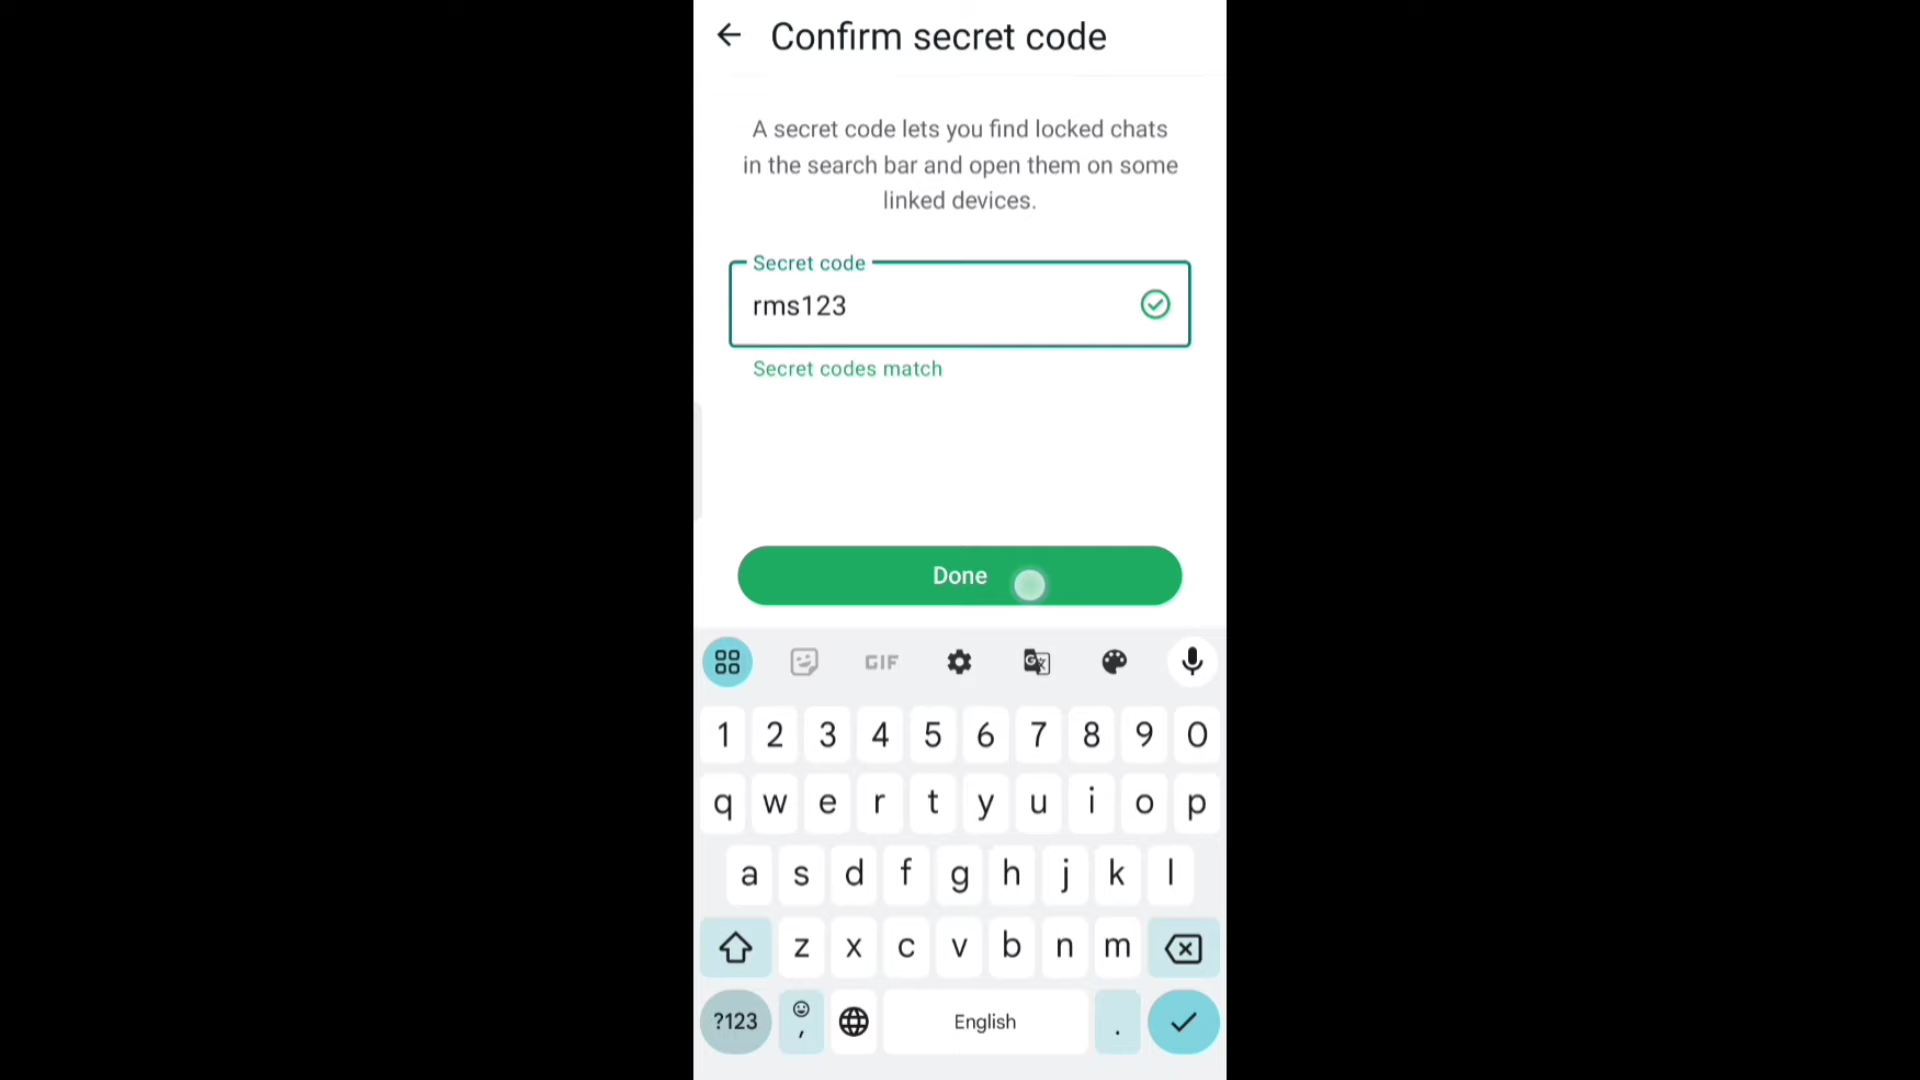 Confirm secret code
A secret code lets you find locked chats
in the search bar and open them on some
linked devices.
Secret code
rms123
Secret codes match
Done
GIF
1 2 3 4 5 6 7 8 9 0
q w e r t y u i o p
a s d f g h j k l
z x c v b n m
?123 , English .